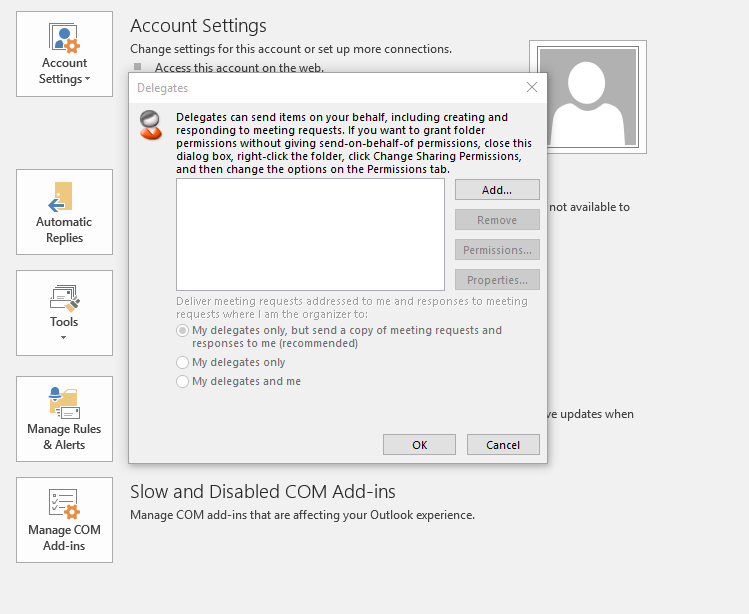 Account Settings
Change settings for this account or set up more connections.
Access this account on the web.
Account
Settings
Delegates
Delegates can send items on your behalf, including creating and
responding to meeting requests. If you want to grant folder
permissions without giving send-on-behalf-of permissions, close this
dialog box, right-click the folder, click Change Sharing Permissions,
and then change the options on the Permissions tab.
Add...
Remove
Permissions...
Properties...
Deliver meeting requests addressed to me and responses to meeting
requests where I am the organizer to:
My delegates only, but send a copy of meeting requests and
responses to me (recommended)
My delegates only
My delegates and me
OK
Cancel
Automatic
Replies
not available to
Tools
Manage Rules
& Alerts
ve updates when
Manage COM
Add-ins
Slow and Disabled COM Add-ins
Manage COM add-ins that are affecting your Outlook experience.